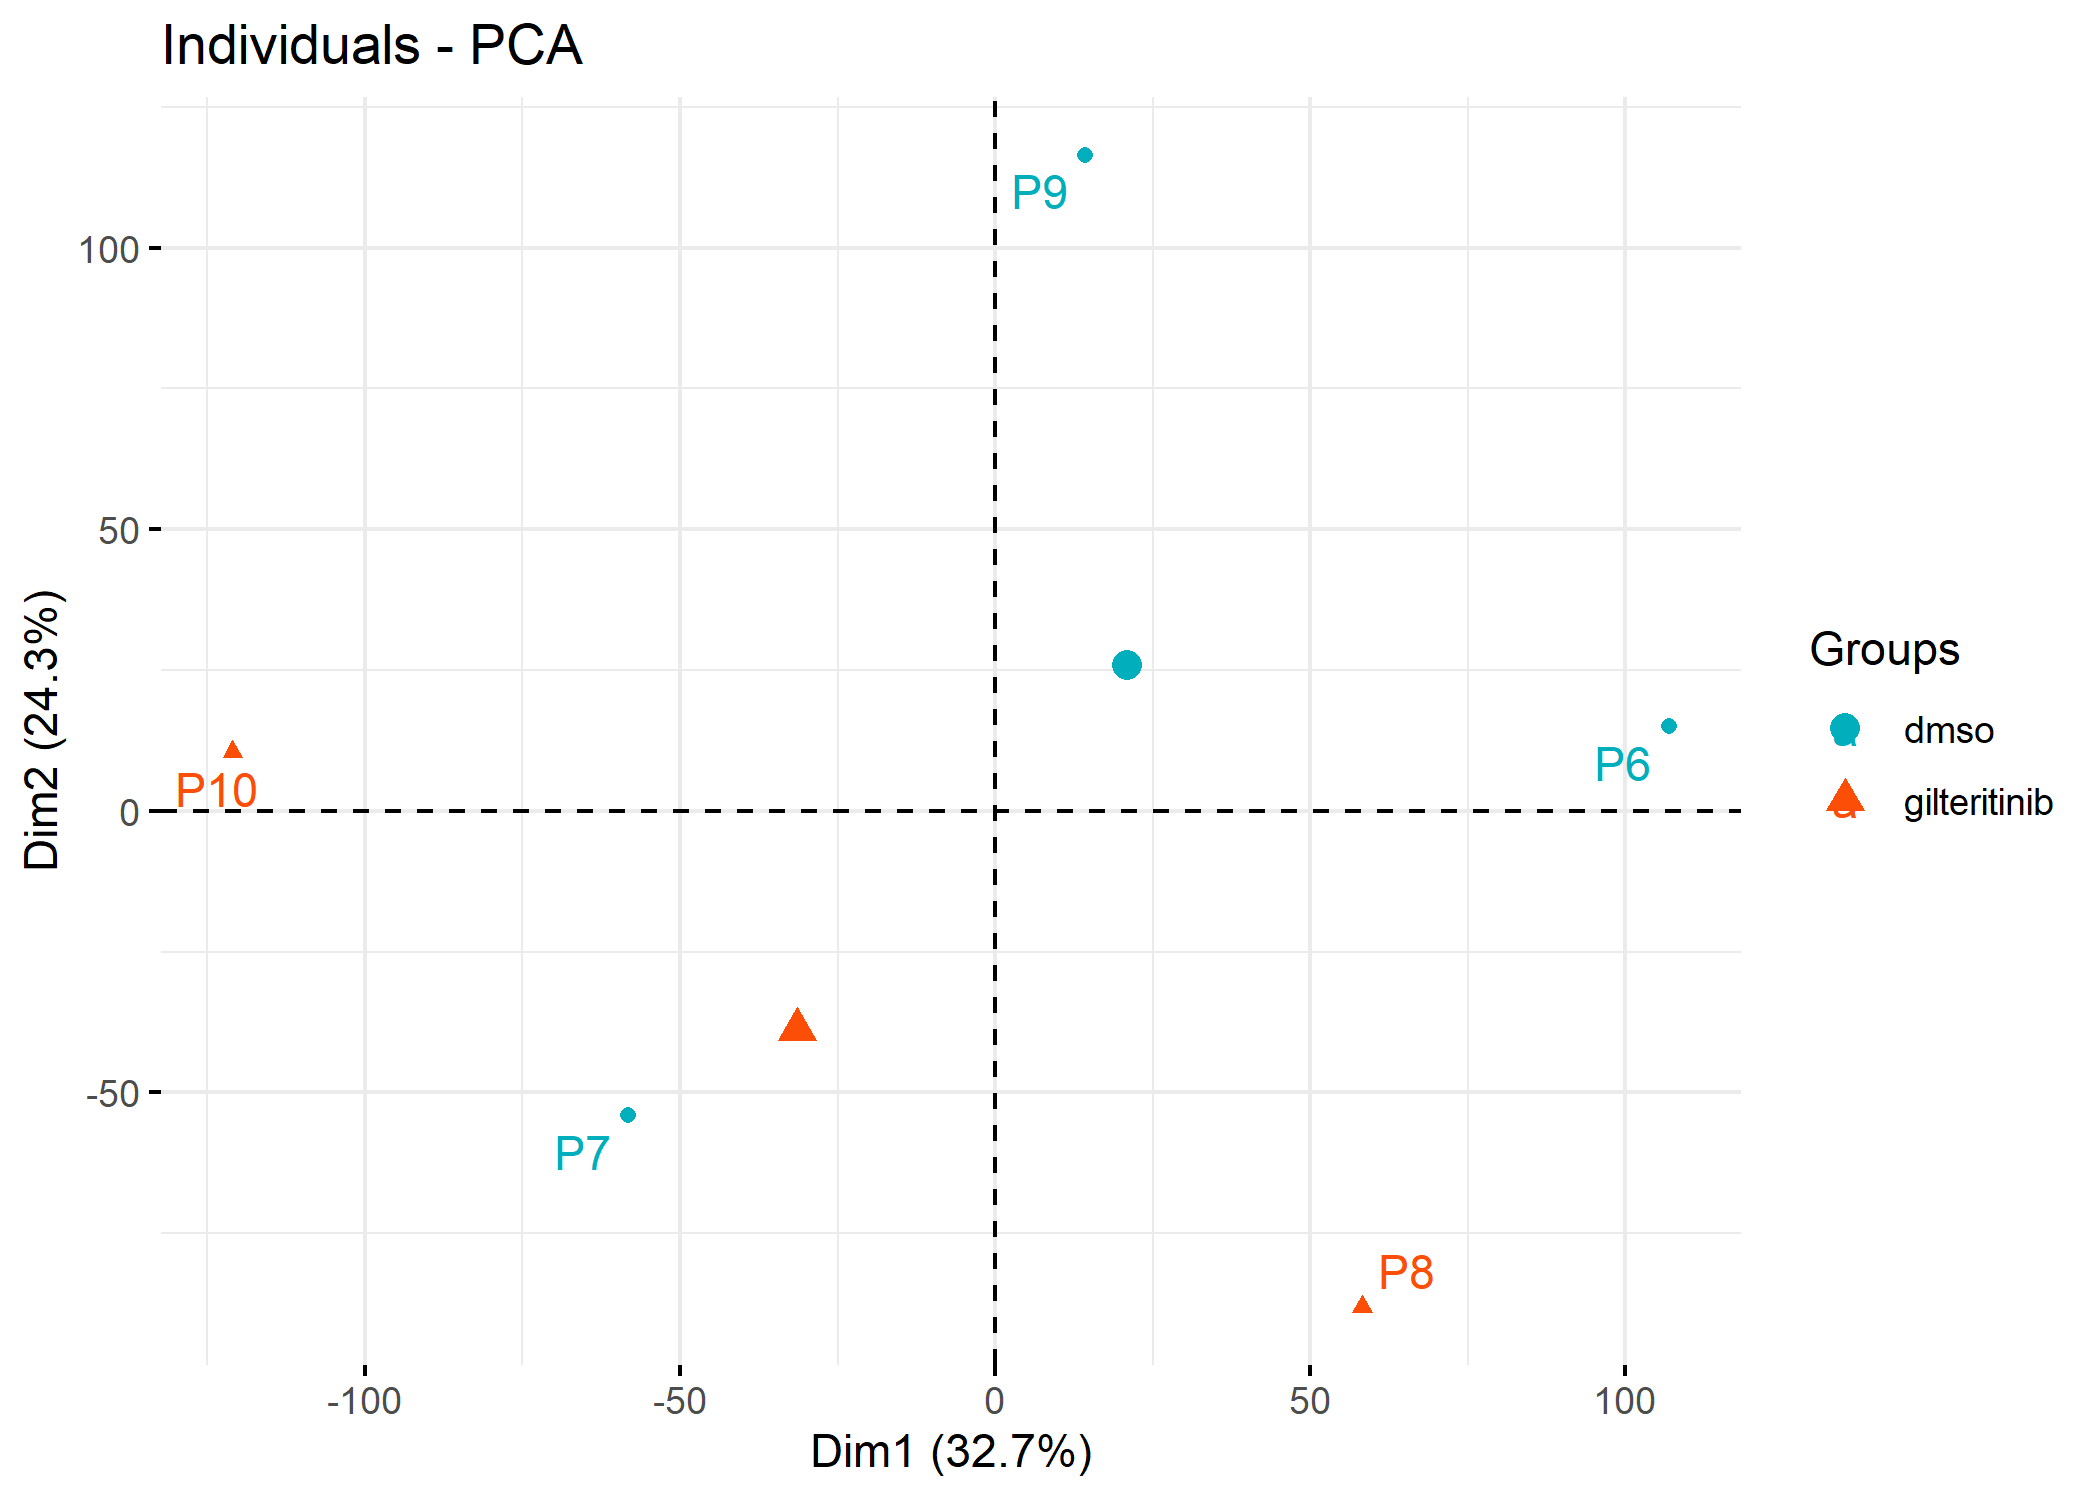 Individuals - PCA
P9
100
50
Dim2 (24.3%)
Groups
a dmso
P6
P10
0
a gilteritinib
-50
P7
P8
-100
-50
0
50
100
Dim1 (32.7%)